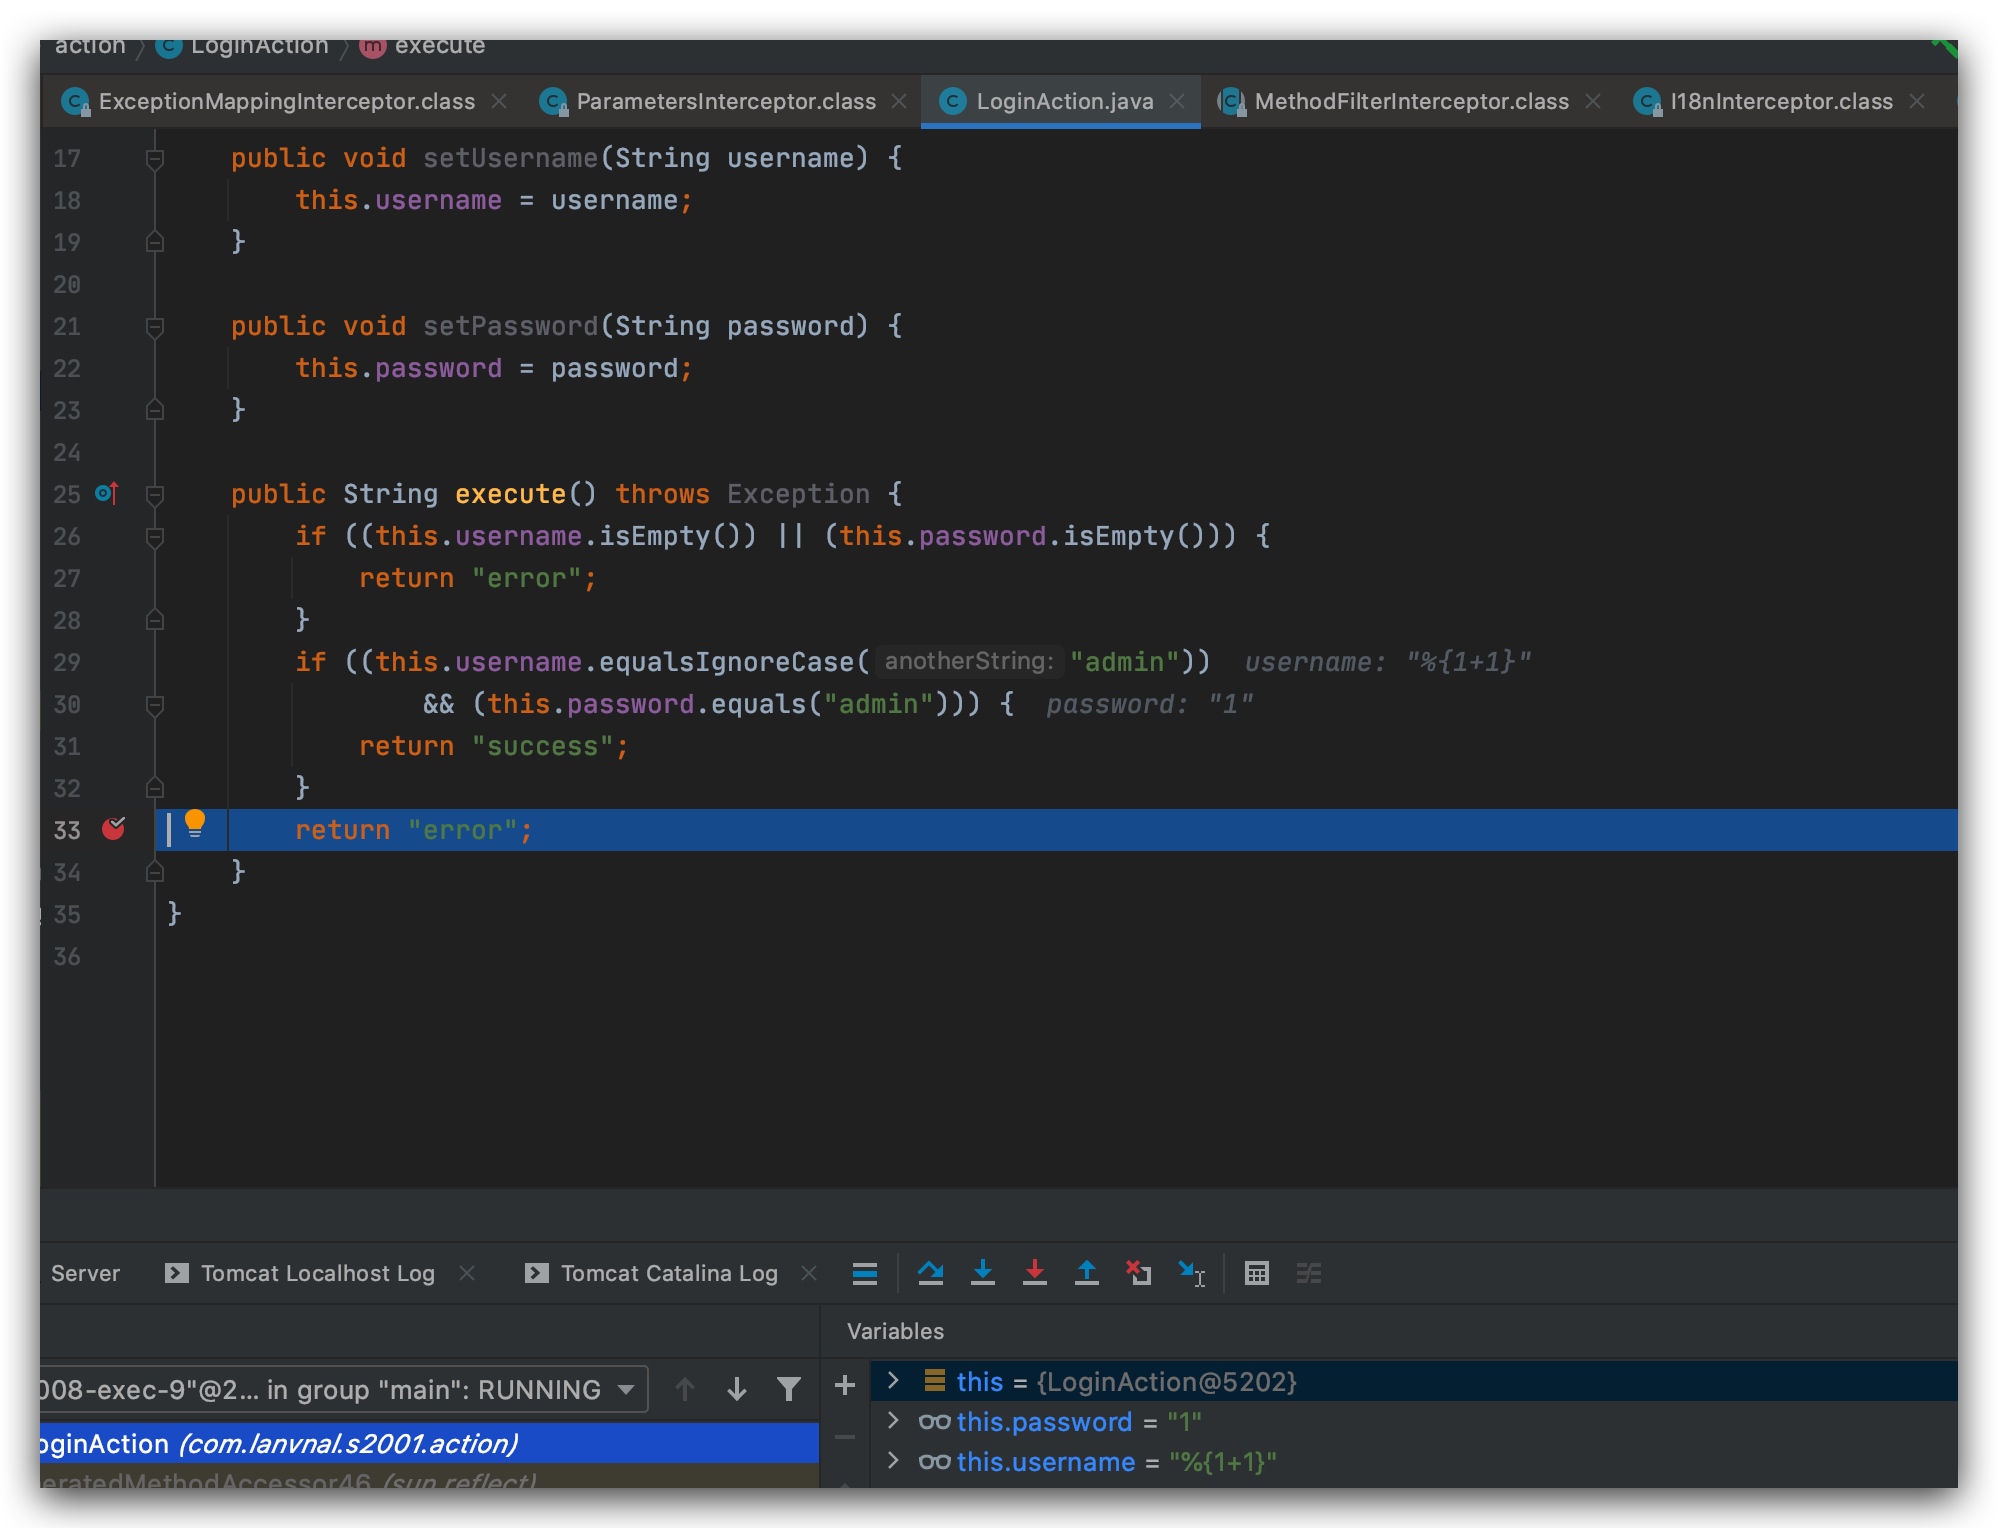 action 〉 LoginAction 〉 execute
ExceptionMappingInterceptor.class ParametersInterceptor.class LoginAction.java MethodFilterInterceptor.class I18nInterceptor.class
17 public void setUsername(String username) {
18 this.username = username;
19 }
20
21 public void setPassword(String password) {
22 this.password = password;
23 }
24
25 public String execute() throws Exception {
26 if ((this.username.isEmpty()) || (this.password.isEmpty())) {
27 return "error";
28 }
29 if ((this.username.equalsIgnoreCase( anotherString: "admin")) username: "%{1+1}"
30 && (this.password.equals("admin"))) { password: "1"
31 return "success";
32 }
33 return "error";
34 }
35 }
36
Server Tomcat Localhost Log Tomcat Catalina Log
Variables
008-exec-9"@2... in group "main": RUNNING
this = {LoginAction@5202}
this.password = "1"
oginAction (com.lanvnal.s2001.action)
this.username = "%{1+1}"
eratedMethodAccessor46 (sun.reflect)